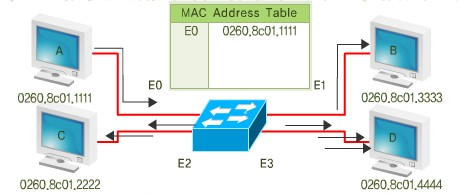 MAC Address Table
E0 0260.8c01.1111
A
B
E0
E1
0260.8c01.1111
0260.8c01.3333
C
D
E2
E3
0260.8c01.2222
0260.8c01.4444